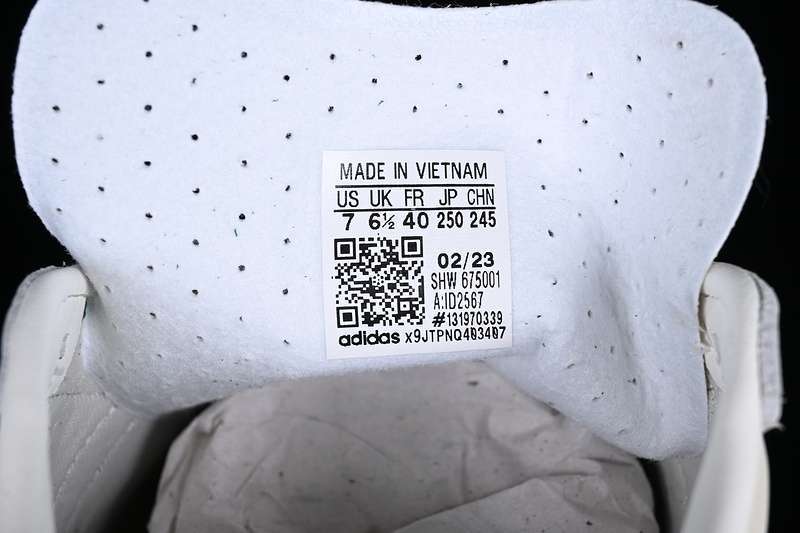 MADE IN VIETNAM
US UK FR JP CHN
7 6½ 40 250 245
02/23
SHW 675001
A:ID2567
#131970339
adidas x9JTPNQ403407